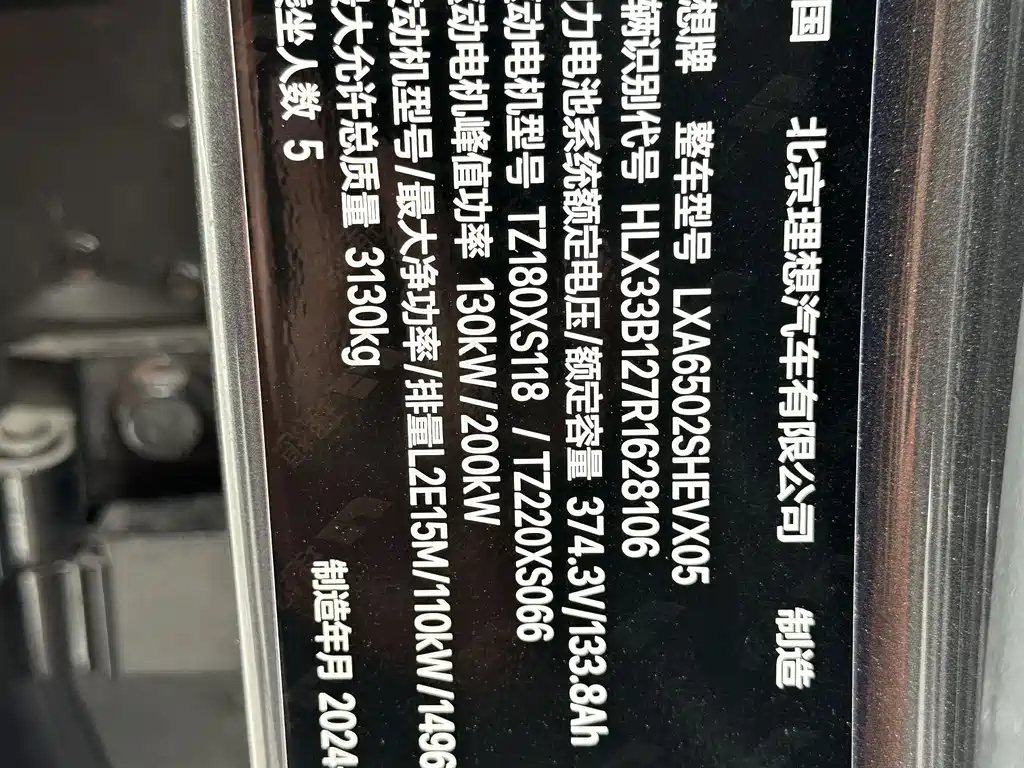 国 北京理想汽车有限公司 制造
想牌 整车型号 LXA6502SHEVX05
辆识别代号 HLX33B127R1628106
力电池系统额定电压/额定容量 374.3V/133.8Ah
动电机型号 TZ180XS118 /TZ220XS066
动电机峰值功率 130kW/200kW
动机型号/最大净功率/排量L2E15M/110kW/1496
大允许总质量 3130kg
坐人数 5 制造年月 2024